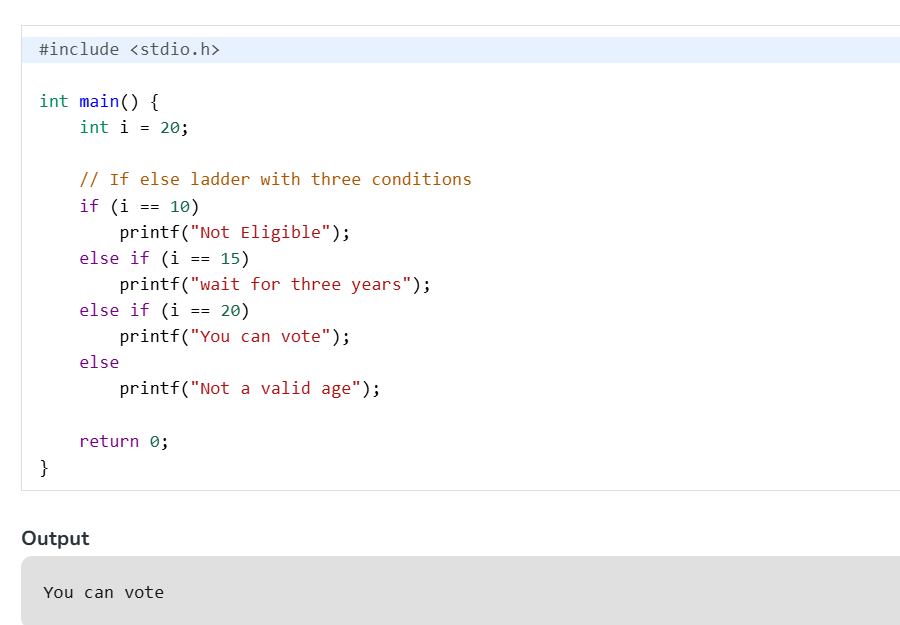 #include <stdio.h>
int main() {
    int i = 20;
    // If else ladder with three conditions
    if (i == 10)
        printf("Not Eligible");
    else if (i == 15)
        printf("wait for three years");
    else if (i == 20)
        printf("You can vote");
    else
        printf("Not a valid age");
    return 0;
}
Output
You can vote